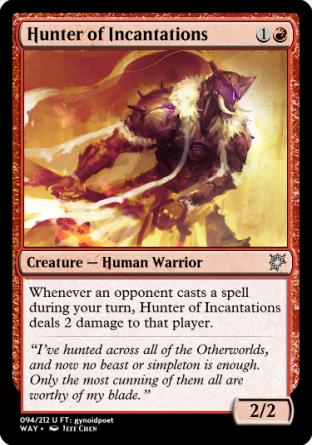 Hunter of Incantations 1
Creature — Human Warrior
Whenever an opponent casts a spell
during your turn, Hunter of Incantations
deals 2 damage to that player.
“I’ve hunted across all of the Otherworlds,
and now no beast or simpleton is enough.
Only the most cunning of them all are
worthy of my blade.”
2/2
094/212 U FT: gynoidpoet
WAY • Jeff Chen